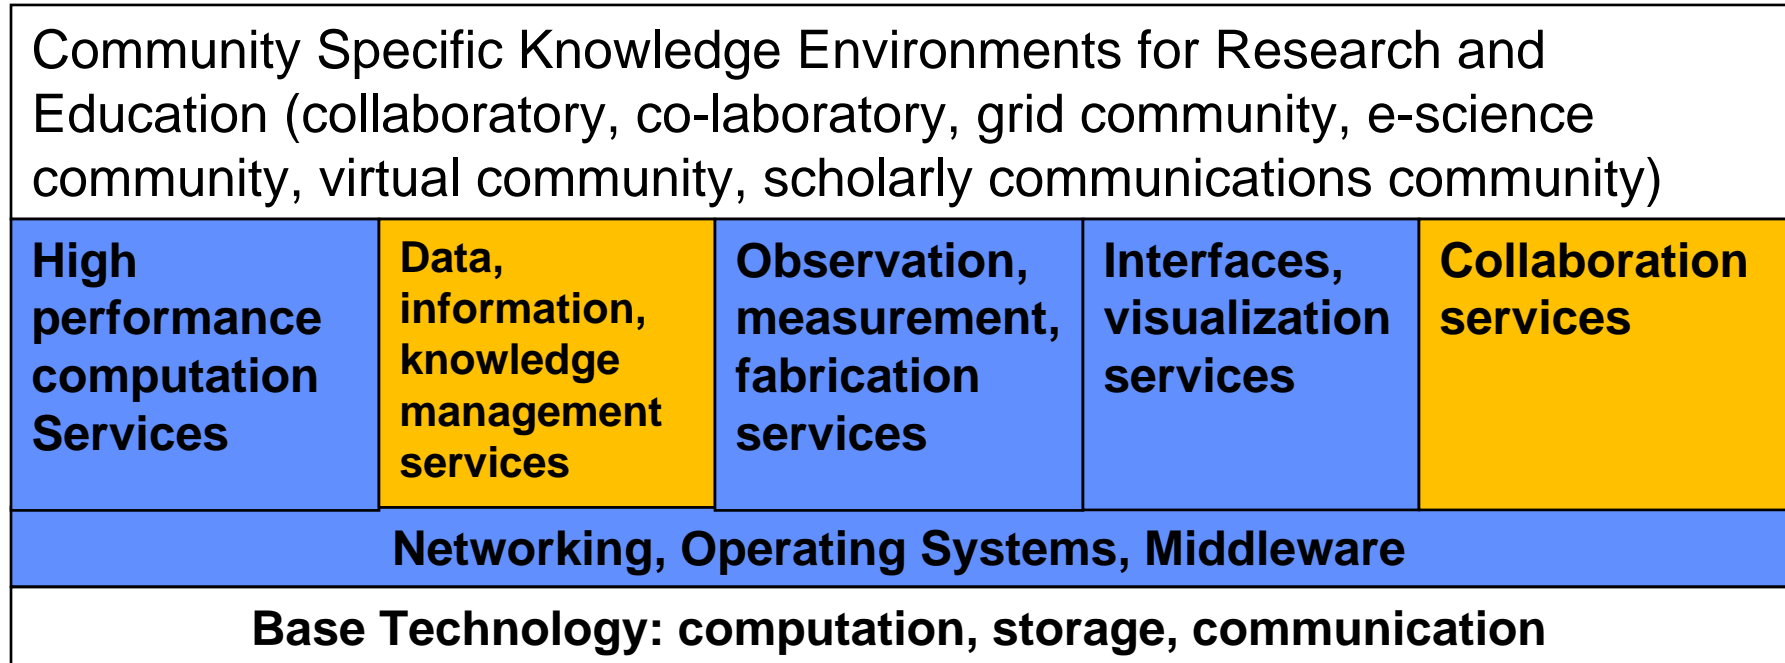 Community Specific Knowledge Environments for Research and
Education (collaboratory, co-laboratory, grid community, e-science
community, virtual community, scholarly communications community)
High
performance
computation
Services
Data,
information,
knowledge
management
services
Observation,
measurement,
fabrication
services
Interfaces,
visualization
services
Collaboration
services
Networking, Operating Systems, Middleware
Base Technology: computation, storage, communication